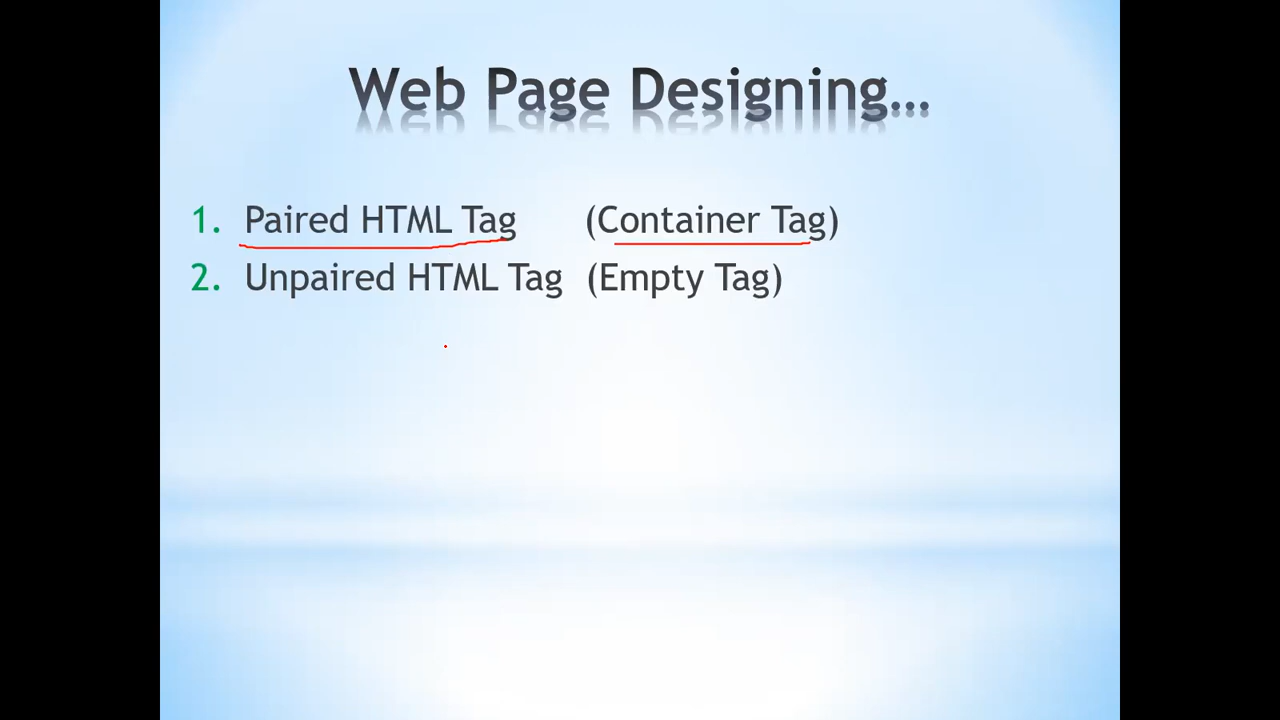 Web Page Designing...
1. Paired HTML Tag (Container Tag)
2. Unpaired HTML Tag (Empty Tag)